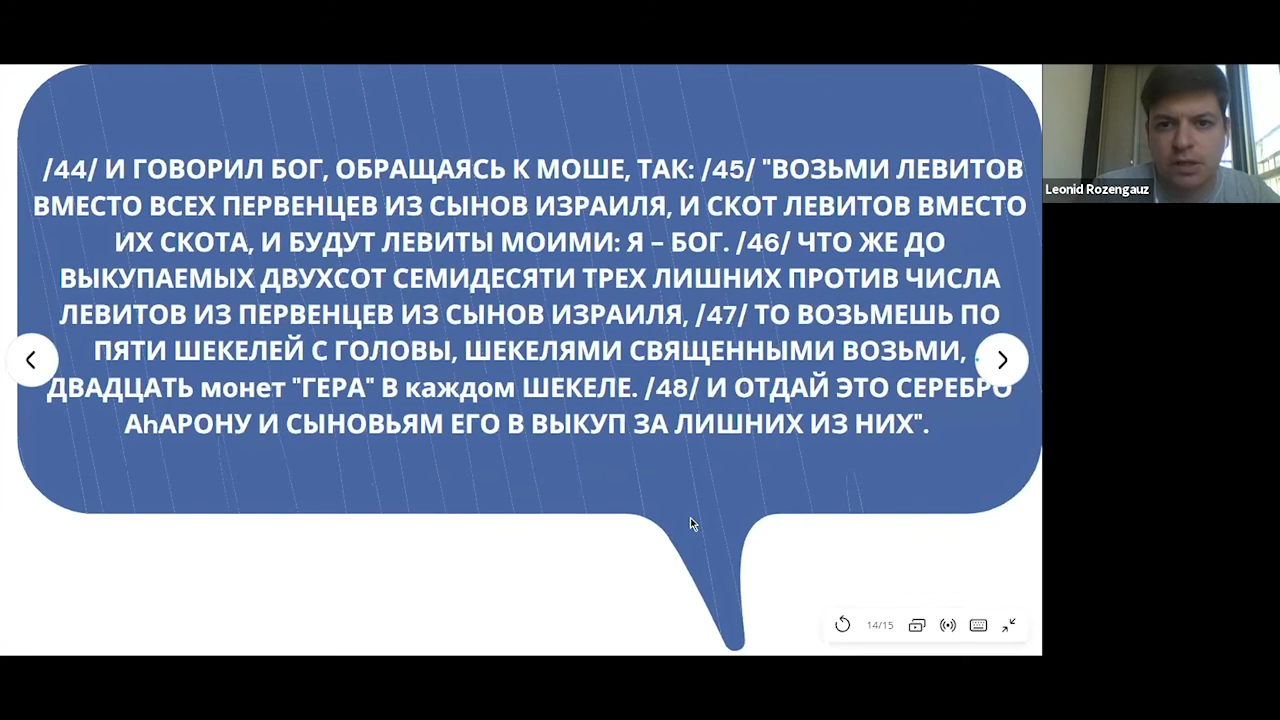 /44/ И ГОВОРИЛ БОГ, ОБРАЩАЯСЬ К МОШЕ, ТАК: /45/ "ВОЗЬМИ ЛЕВИТОВ
ВМЕСТО ВСЕХ ПЕРВЕНЦЕВ ИЗ СЫНОВ ИЗРАИЛЯ, И СКОТ ЛЕВИТОВ ВМЕСТО
ИХ СКОТА, И БУДУТ ЛЕВИТЫ МОИМИ: Я – БОГ. /46/ ЧТО ЖЕ ДО
ВЫКУПАЕМЫХ ДВУХСОТ СЕМИДЕСЯТИ ТРЕХ ЛИШНИХ ПРОТИВ ЧИСЛА
ЛЕВИТОВ ИЗ ПЕРВЕНЦЕВ ИЗ СЫНОВ ИЗРАИЛЯ, /47/ ТО ВОЗЬМЕШЬ ПО
ПЯТИ ШЕКЕЛЕЙ С ГОЛОВЫ, ШЕКЕЛЯМИ СВЯЩЕННЫМИ ВОЗЬМИ,
ДВАДЦАТЬ монет "ГЕРА" В каждом ШЕКЕЛЕ. /48/ И ОТДАЙ ЭТО СЕРЕБРО
АhАРОНУ И СЫНОВЬЯМ ЕГО В ВЫКУП ЗА ЛИШНИХ ИЗ НИХ".
Leonid Rozengauz
14/15